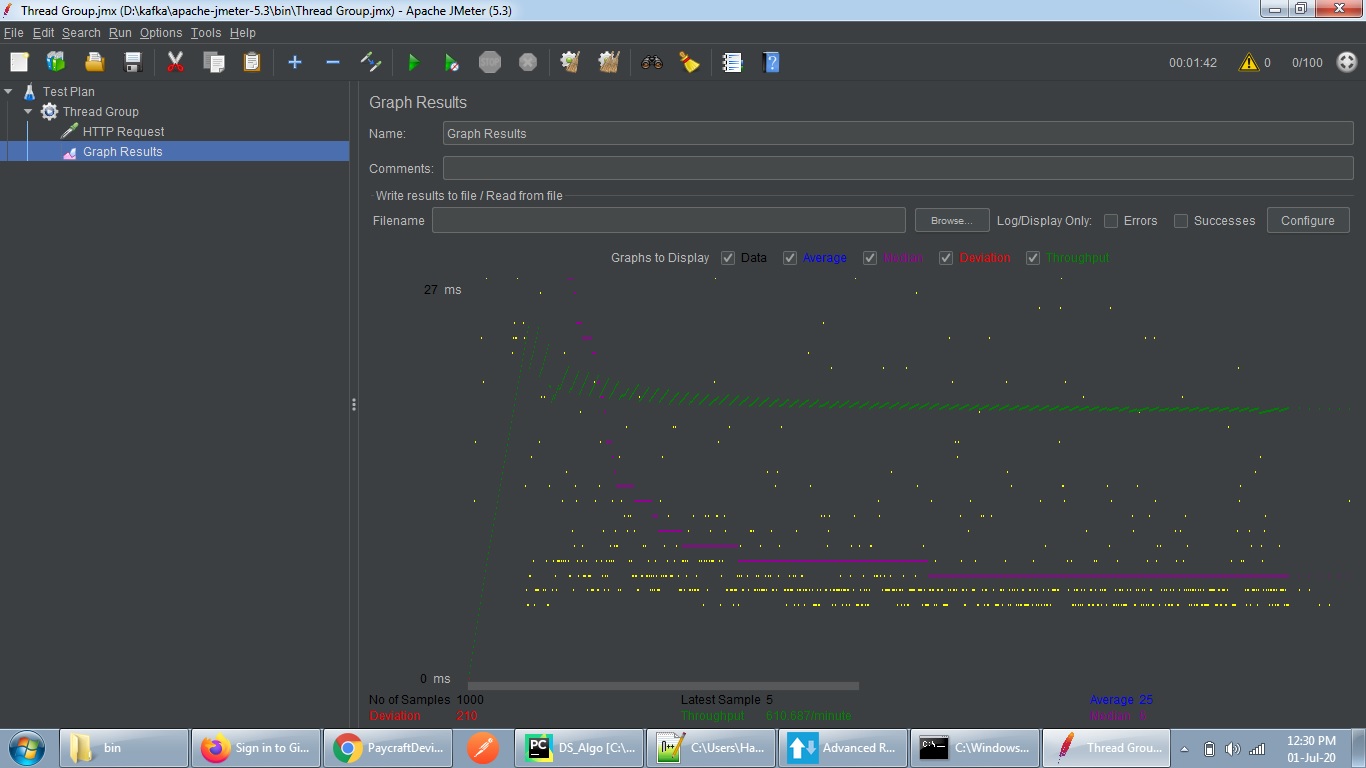 Thread Group.jmx (D:\kafka\apache-jmeter-5.3\bin\Thread Group.jmx) - Apache JMeter (5.3)
File Edit Search Run Options Tools Help
00:01:42 0 0/100
Test Plan
Thread Group
HTTP Request
Graph Results
Graph Results
Name: Graph Results
Comments:
Write results to file / Read from file
Filename Browse... Log/Display Only: Errors Successes Configure
Graphs to Display Data Average Median Deviation Throughput
27 ms
0 ms
No of Samples 1000 Latest Sample 5 Average 25
Deviation 210 Throughput 610.687/minute Median
bin Sign in to Gi... PaycraftDevi... PC DS_Algo [C:\... C:\Users\Ha... Advanced R... C:\Windows... Thread Grou... 12:30 PM
01-Jul-20